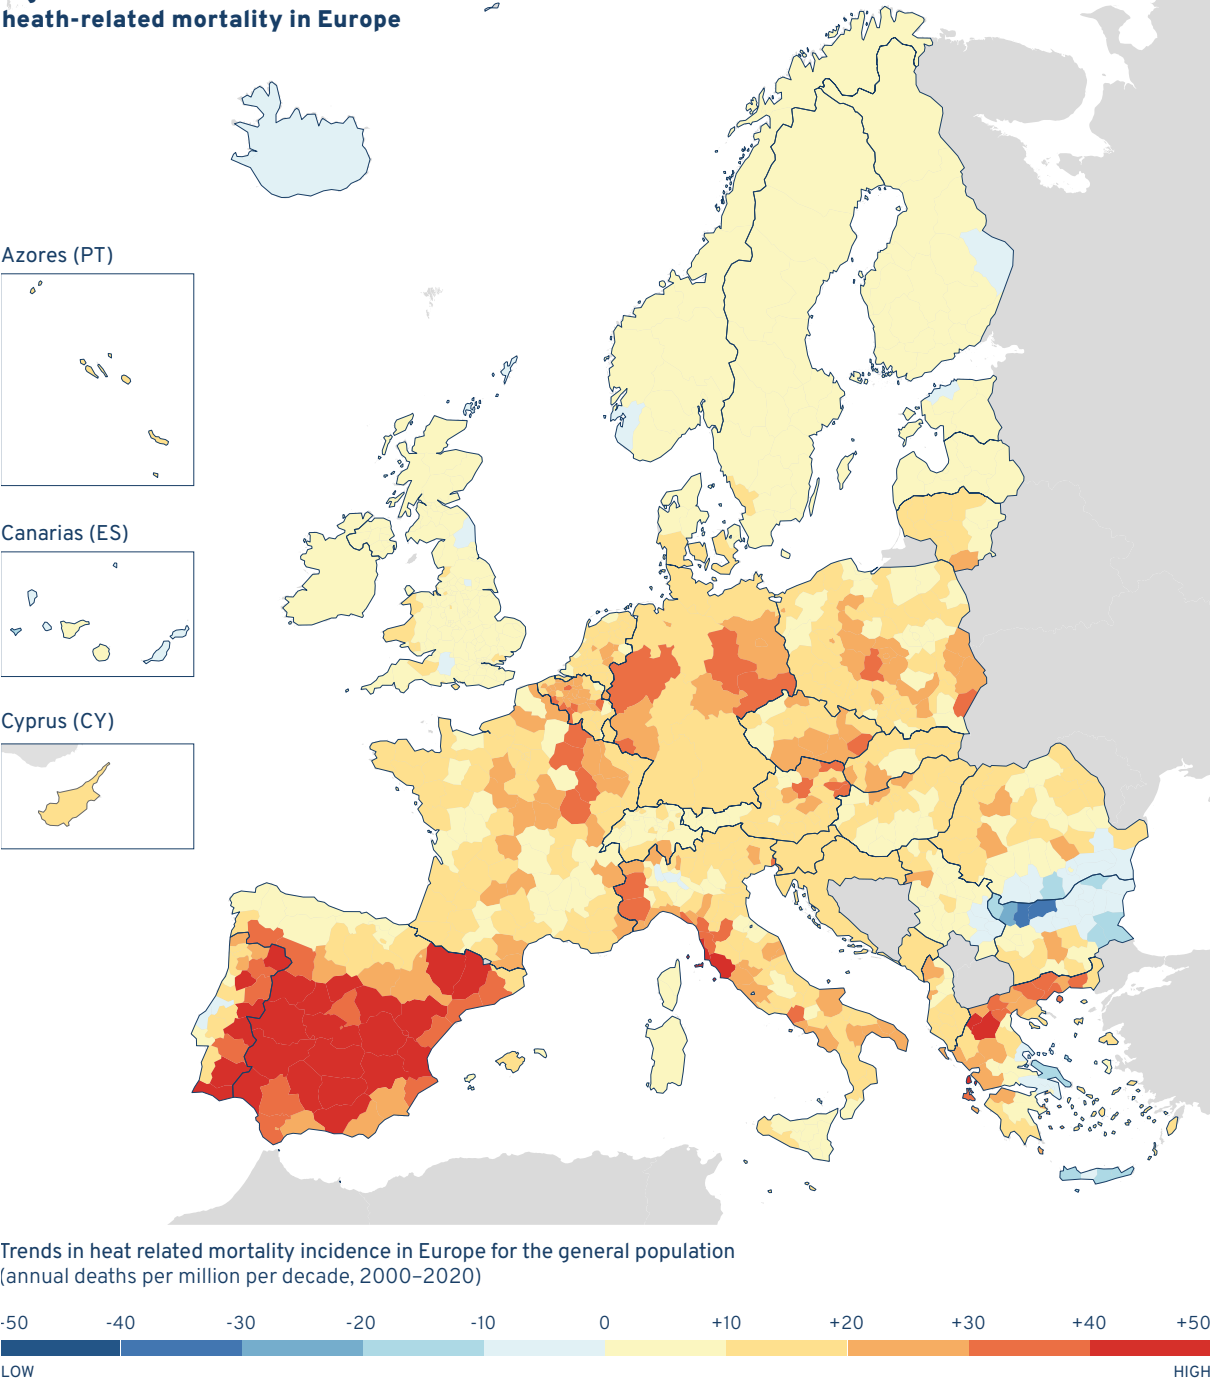 heath-related mortality in Europe
Azores (PT)
Canarias (ES)
Cyprus (CY)
Trends in heat related mortality incidence in Europe for the general population
(annual deaths per million per decade, 2000–2020)
-50 -40 -30 -20 -10 0 +10 +20 +30 +40 +50
LOW HIGH